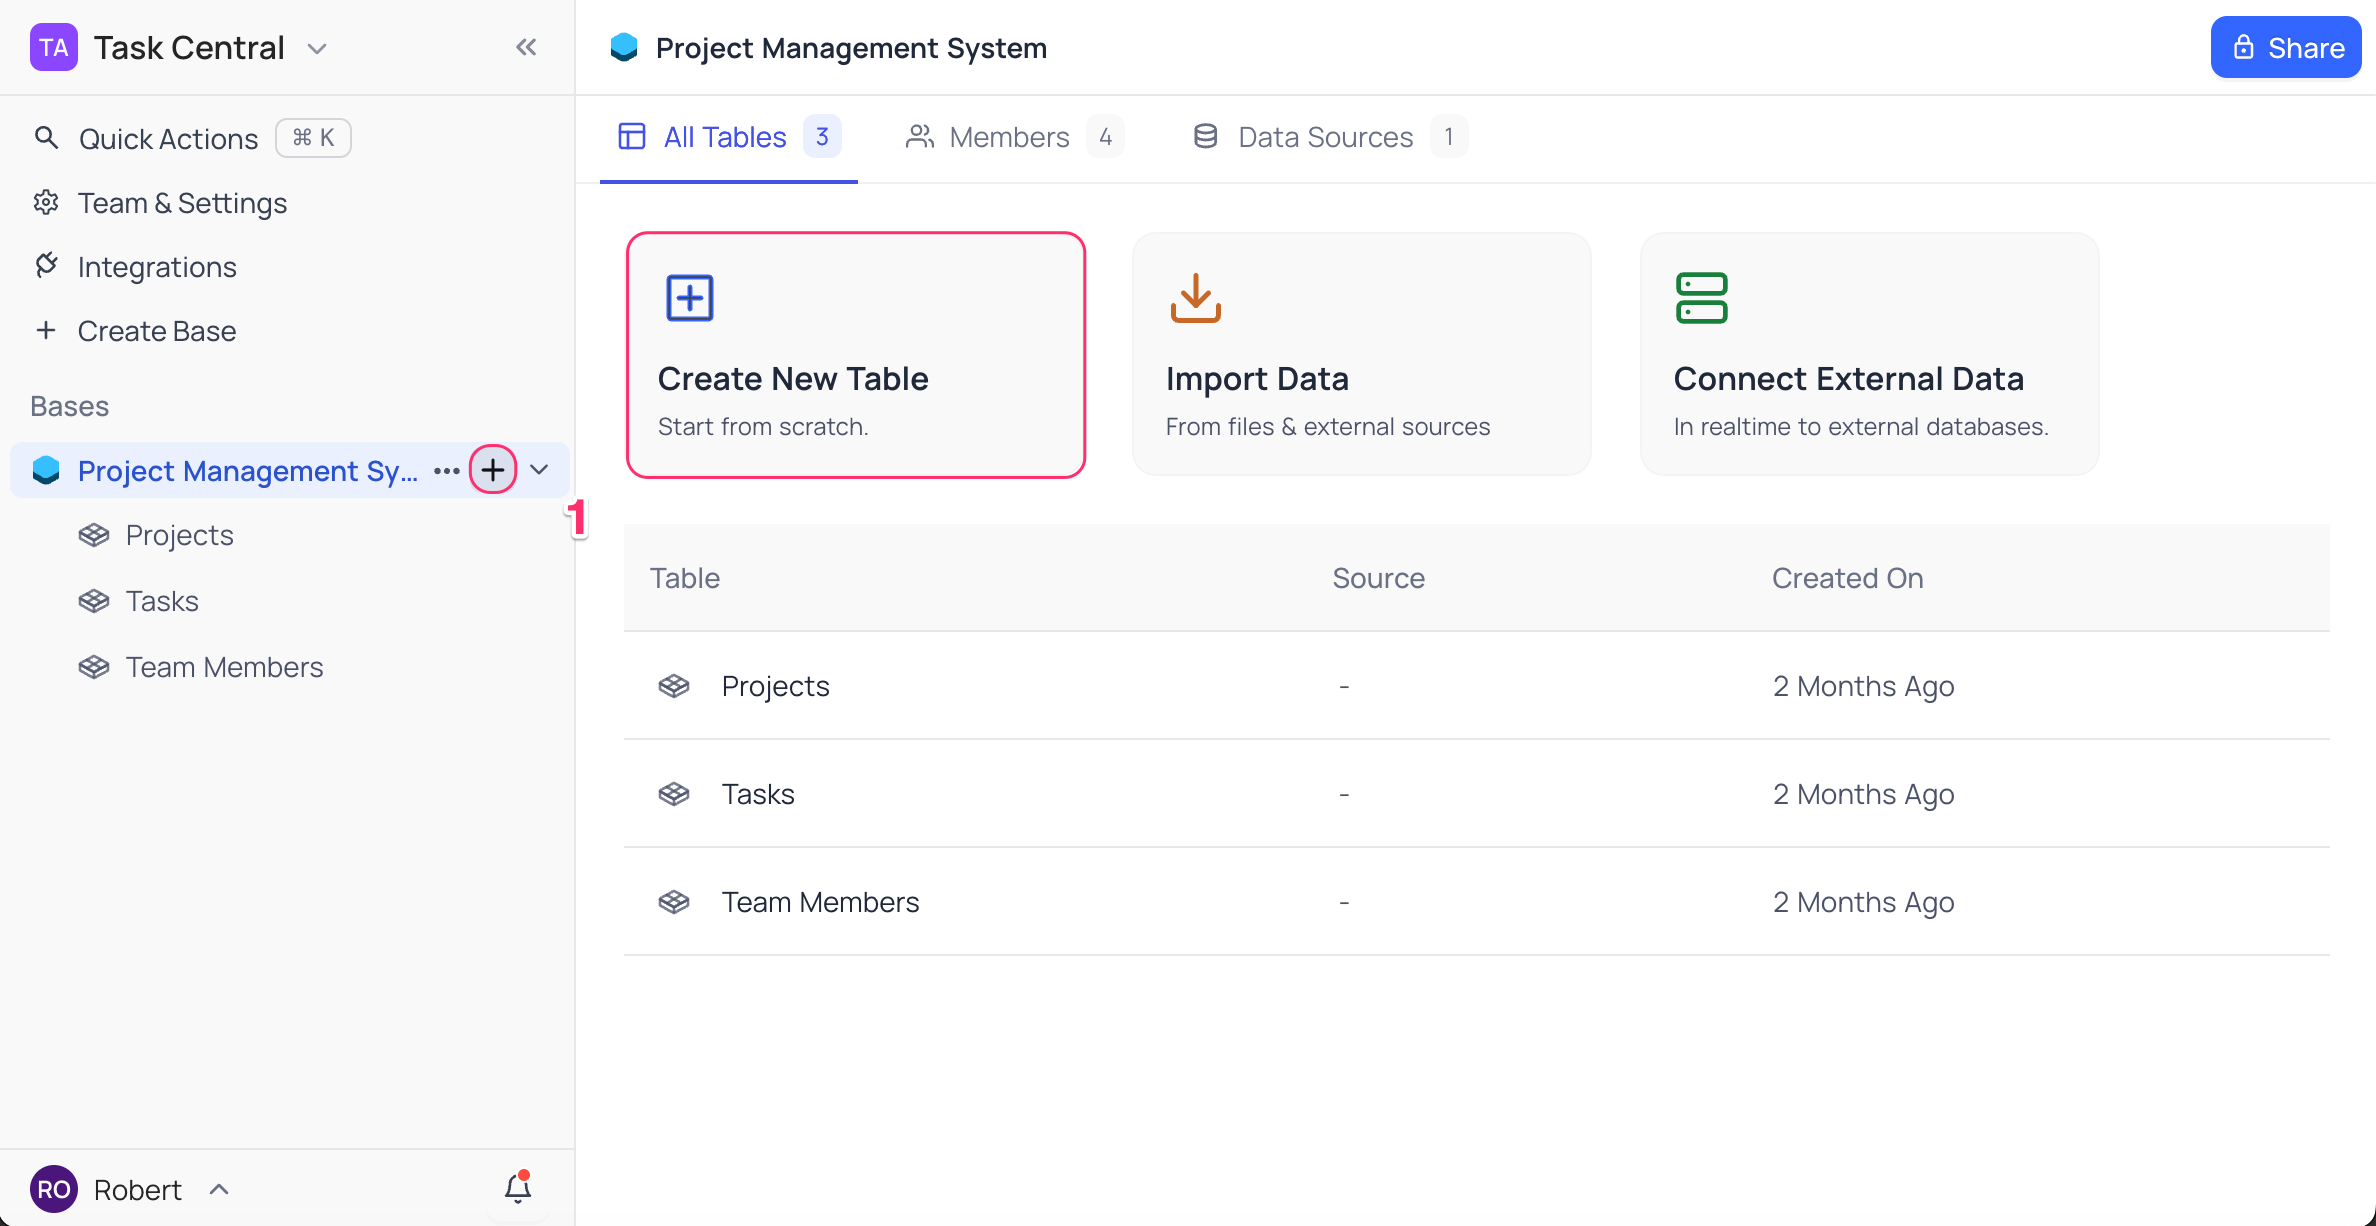 TA Task Central
Project Management System
Share
Quick Actions ⌘ K
Team & Settings
Integrations
+ Create Base
Bases
Project Management Sy... ••• +
1
Projects
Tasks
Team Members
All Tables 3
Members 4
Data Sources 1
Create New Table
Start from scratch.
Import Data
From files & external sources
Connect External Data
In realtime to external databases.
Table Source Created On
Projects - 2 Months Ago
Tasks - 2 Months Ago
Team Members - 2 Months Ago
RO Robert